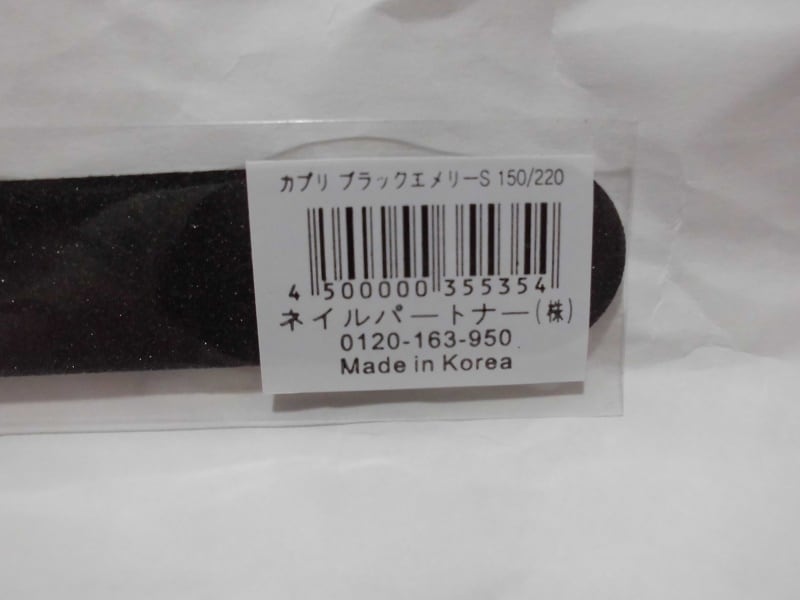 カプリ ブラックエメリーS 150/220
4 500000 355354
ネイルパートナー(株)
0120-163-950
Made in Korea